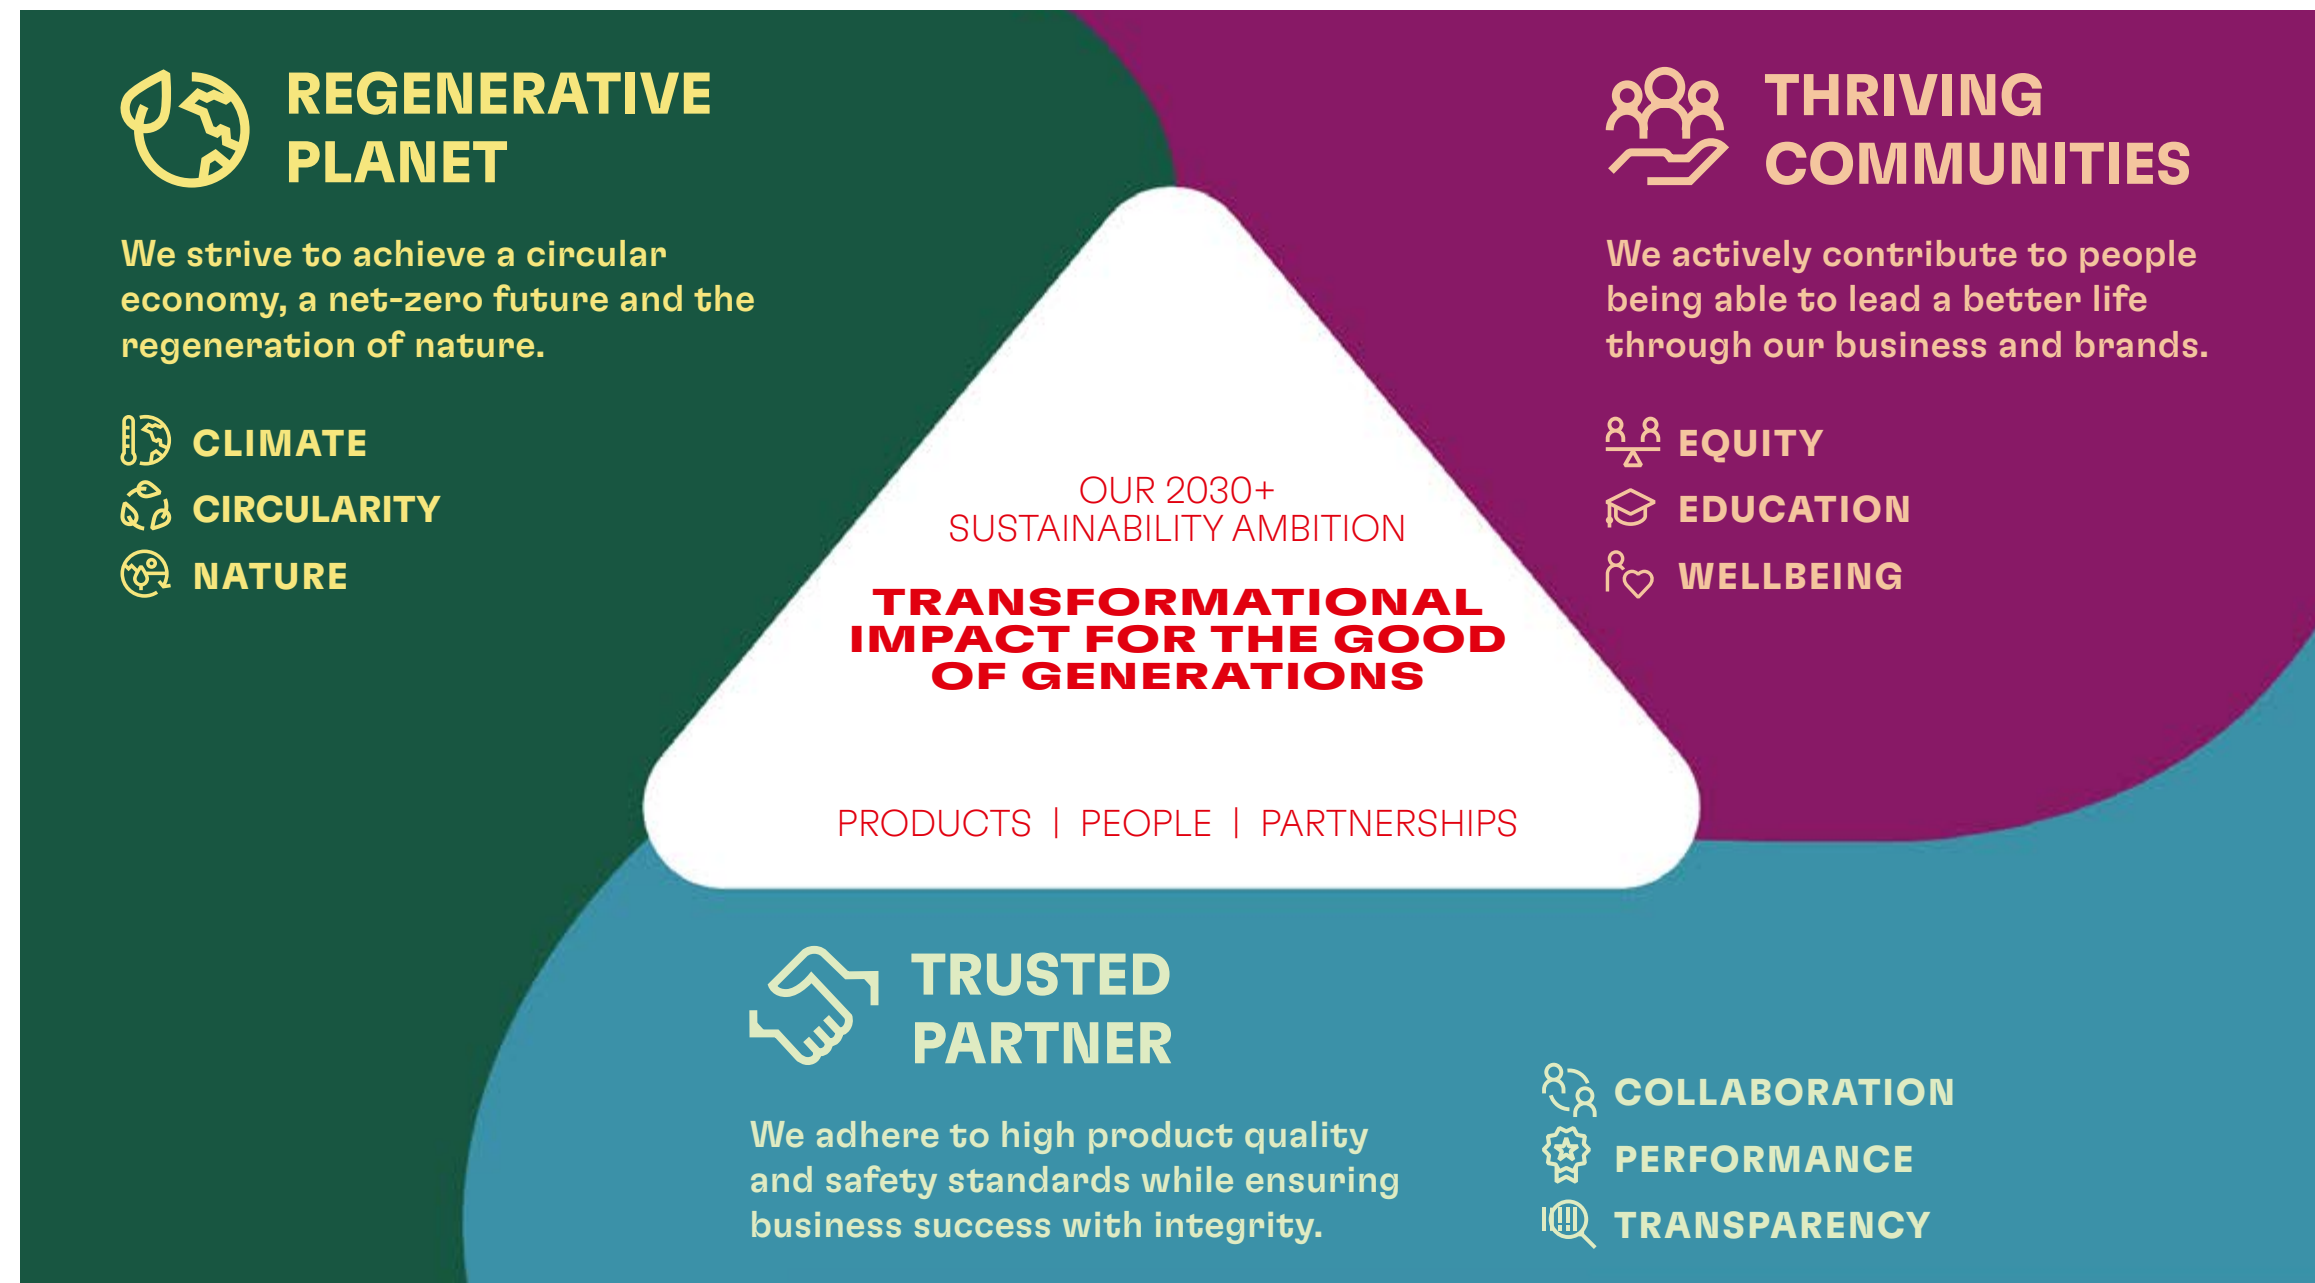 REGENERATIVE
PLANET
We strive to achieve a circular
economy, a net-zero future and the
regeneration of nature.
CLIMATE
CIRCULARITY
NATURE
THRIVING
COMMUNITIES
We actively contribute to people
being able to lead a better life
through our business and brands.
EQUITY
EDUCATION
WELLBEING
OUR 2030+
SUSTAINABILITY AMBITION
TRANSFORMATIONAL
IMPACT FOR THE GOOD
OF GENERATIONS
PRODUCTS | PEOPLE | PARTNERSHIPS
TRUSTED
PARTNER
We adhere to high product quality
and safety standards while ensuring
business success with integrity.
COLLABORATION
PERFORMANCE
TRANSPARENCY